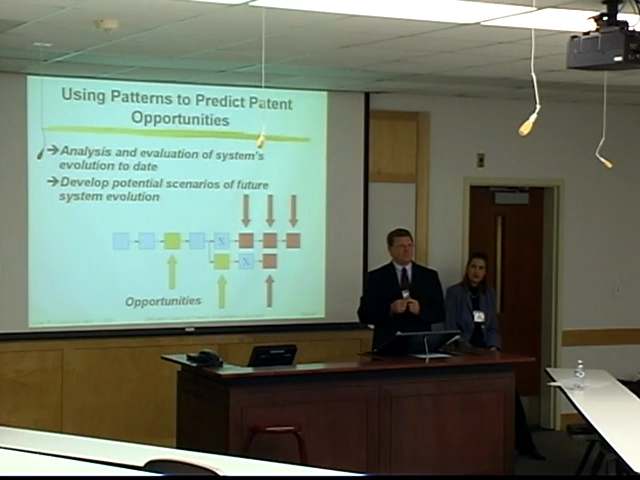 Using Patterns to Predict Patent
Opportunities
→Analysis and evaluation of system's
evolution to date
→Develop potential scenarios of future
system evolution
X
X
Opportunities